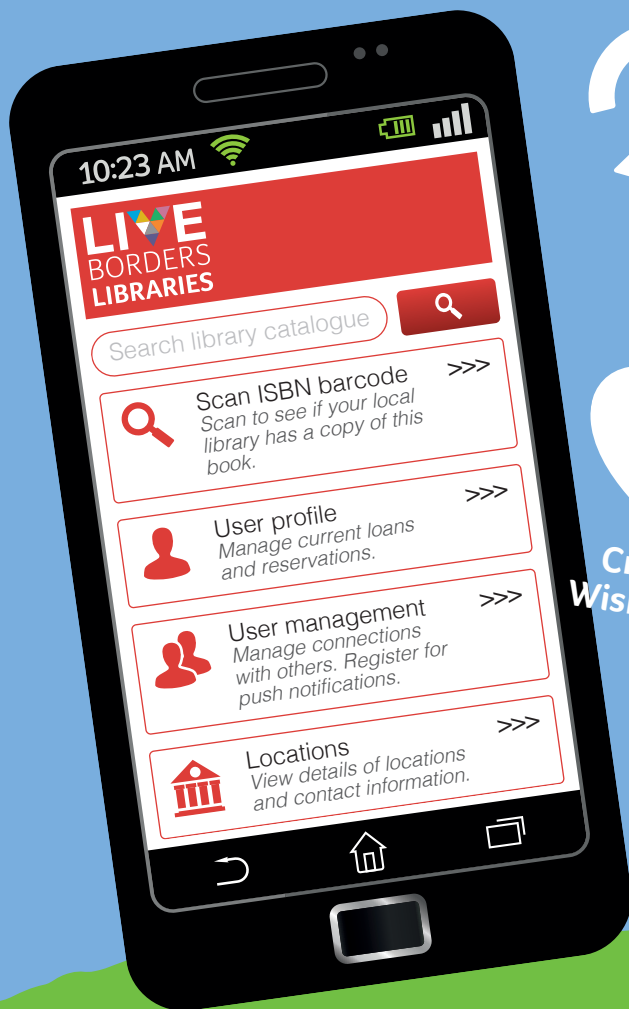 10:23 AM
LIVE
BORDERS
LIBRARIES
Search library catalogue
Scan ISBN barcode >>>
Scan to see if your local
library has a copy of this
book.
User profile >>>
Manage current loans
and reservations.
User management >>>
Manage connections
with others. Register for
push notifications.
Locations >>>
View details of locations
and contact information.